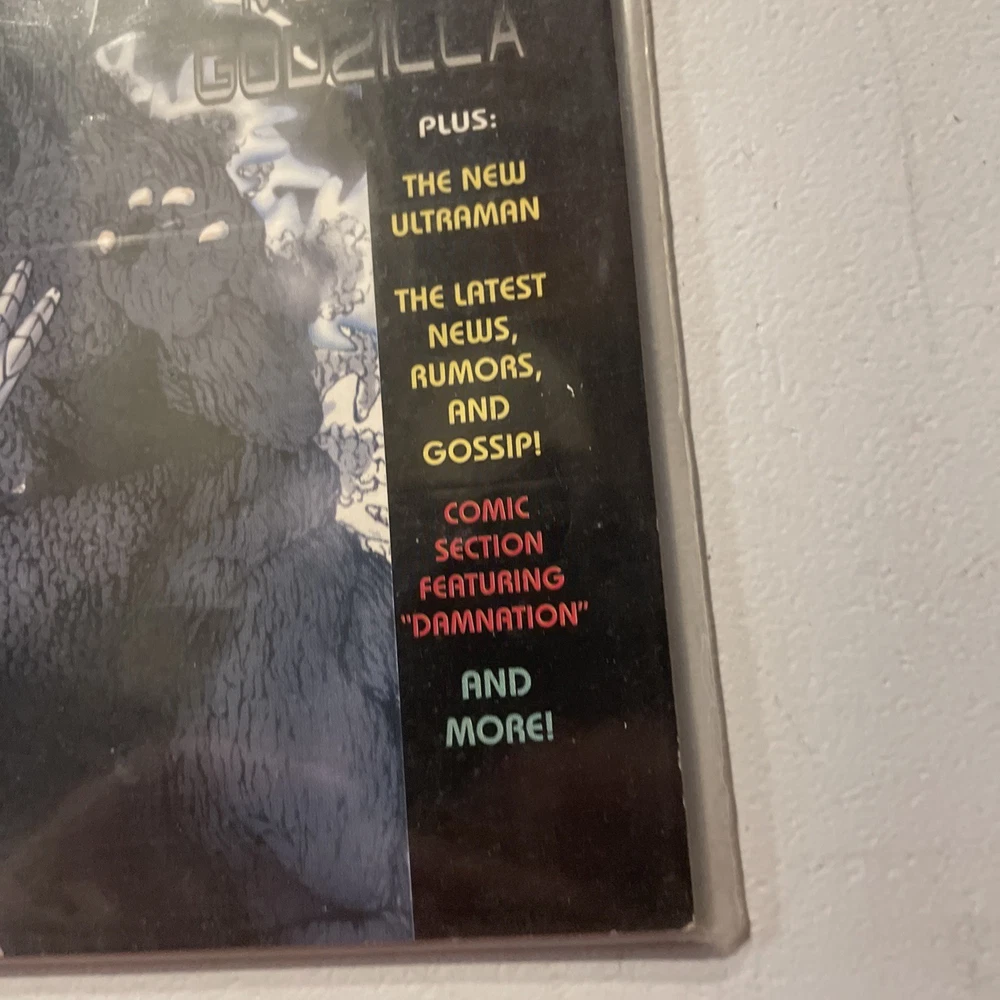 GODZILLA
PLUS:
THE NEW
ULTRAMAN
THE LATEST
NEWS,
RUMORS,
AND
GOSSIP!
COMIC
SECTION
FEATURING
"DAMNATION"
AND
MORE!